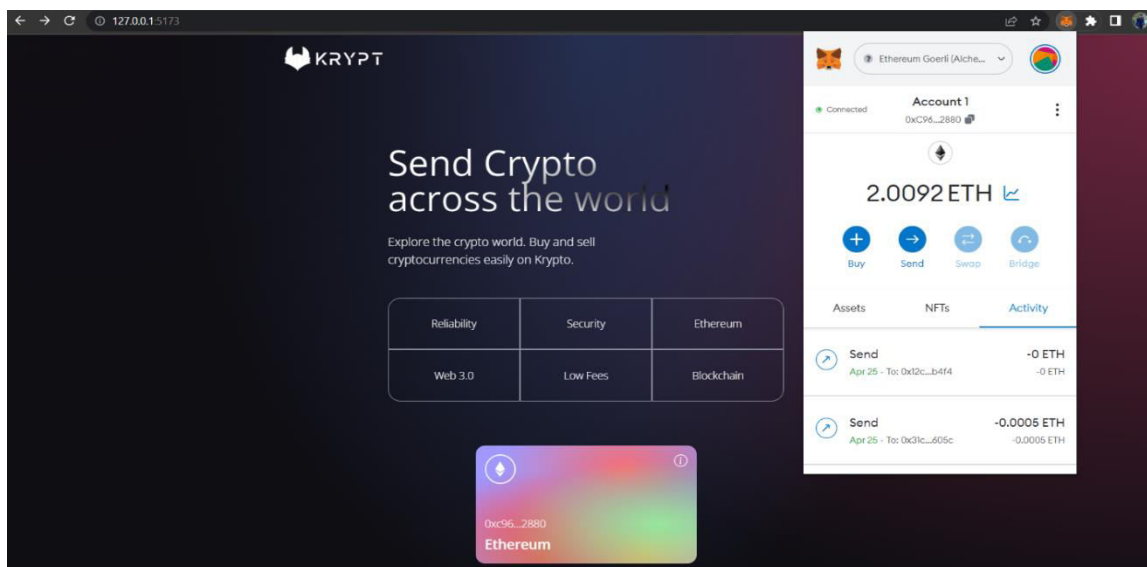 127.0.0.1:5173
KRYPT
Send Crypto
across the world
Explore the crypto world. Buy and sell
cryptocurrencies easily on Krypto.
Reliability Security Ethereum
Web 3.0 Low Fees Blockchain
0xc96...2880
Ethereum
Ethereum Goerli (Alche...
Connected
Account 1
0xC96...2880
2.0092 ETH
Buy Send Swap Bridge
Assets NFTs Activity
Send -0 ETH
Apr 25 - To: 0x12c...b4f4 -0 ETH
Send -0.0005 ETH
Apr 25 - To: 0x31c...605c -0.0005 ETH